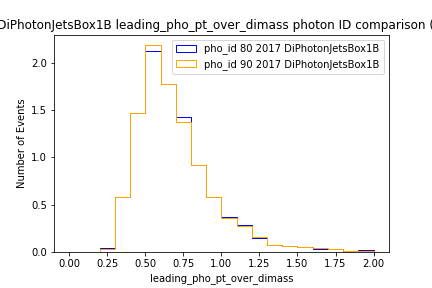 DiPhotonJetsBox1B leading_pho_pt_over_dimass photon ID comparison (
pho_id 80 2017 DiPhotonJetsBox1B
pho_id 90 2017 DiPhotonJetsBox1B
Number of Events
2.0
1.5
1.0
0.5
0.0
0.00 0.25 0.50 0.75 1.00 1.25 1.50 1.75 2.00
leading_pho_pt_over_dimass